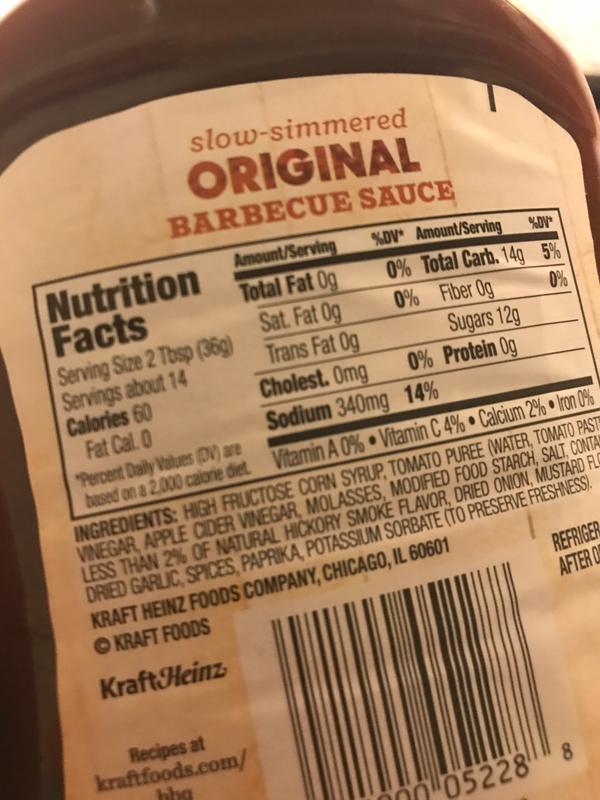 slow-simmered
ORIGINAL
BARBECUE SAUCE
Nutrition
Facts
Serving Size 2 Tbsp (36g)
Servings about 14
Calories 60
Fat Cal. 0
*Percent Daily Values (DV) are
based on a 2,000 calorie diet.
Amount/Serving %DV* Amount/Serving %DV*
Total Fat 0g 0% Total Carb. 14g 5%
Sat. Fat 0g 0% Fiber 0g 0%
Trans Fat 0g Sugars 12g
Cholest. 0mg 0% Protein 0g
Sodium 340mg 14%
Vitamin A 0% • Vitamin C 4% • Calcium 2% • Iron 0%
INGREDIENTS: HIGH FRUCTOSE CORN SYRUP, TOMATO PUREE (WATER, TOMATO
VINEGAR, APPLE CIDER VINEGAR, MOLASSES, MODIFIED FOOD STARCH, SALT,
LESS THAN 2% OF NATURAL HICKORY SMOKE FLAVOR, DRIED ONION, MUSTARD
DRIED GARLIC, SPICES, PAPRIKA, POTASSIUM SORBATE (TO PRESERVE FRESHNESS).
KRAFT HEINZ FOODS COMPANY, CHICAGO, IL 60601
© KRAFT FOODS
KraftHeinz
REFRIGER
AFTER
Recipes at
kraftfoods.com/
bbq
05228 8